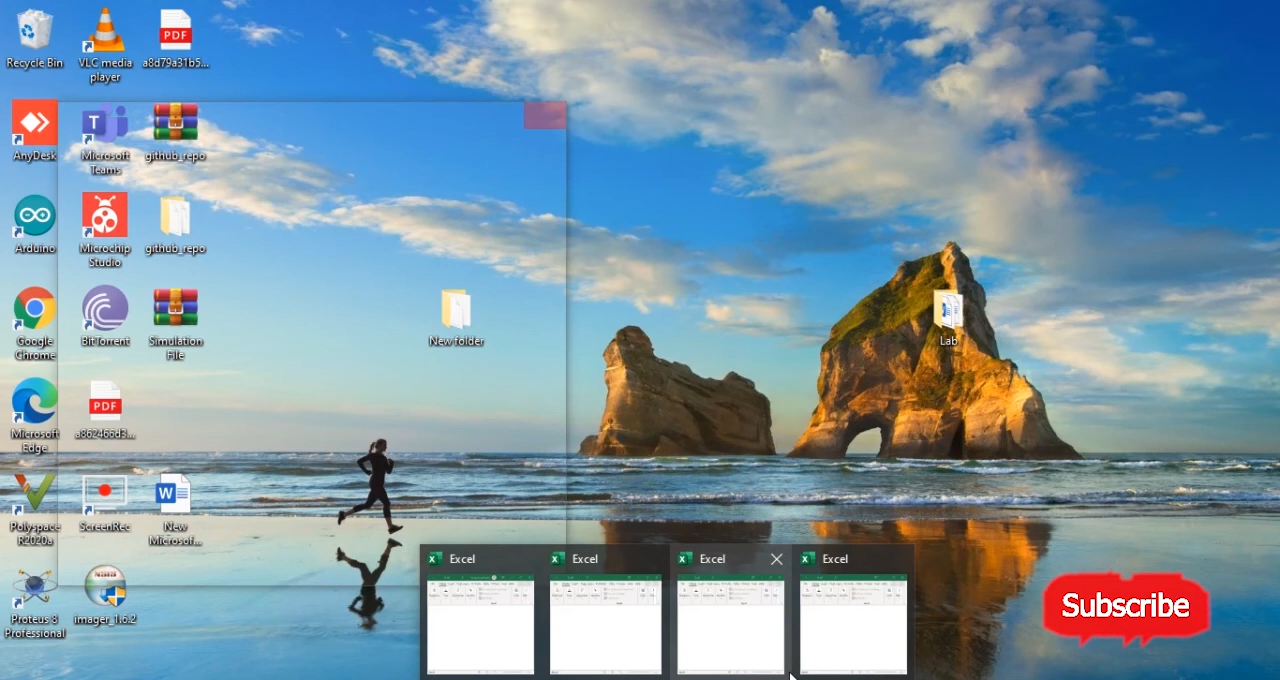 Recycle Bin
VLC media
player
PDF
a8d79a31b5...
AnyDesk
T
Microsoft
Teams
github_repo
Arduino
Microchip
Studio
github_repo
Google
Chrome
BitTorrent
Simulation
File
New folder
Lab
Microsoft
Edge
PDF
a862468d3...
Polyspace
R2020a
ScreenRec
W
New
Microsof...
Proteus 8
Professional
imager_1.6.2
Excel
Excel
Excel
Excel
Subscribe